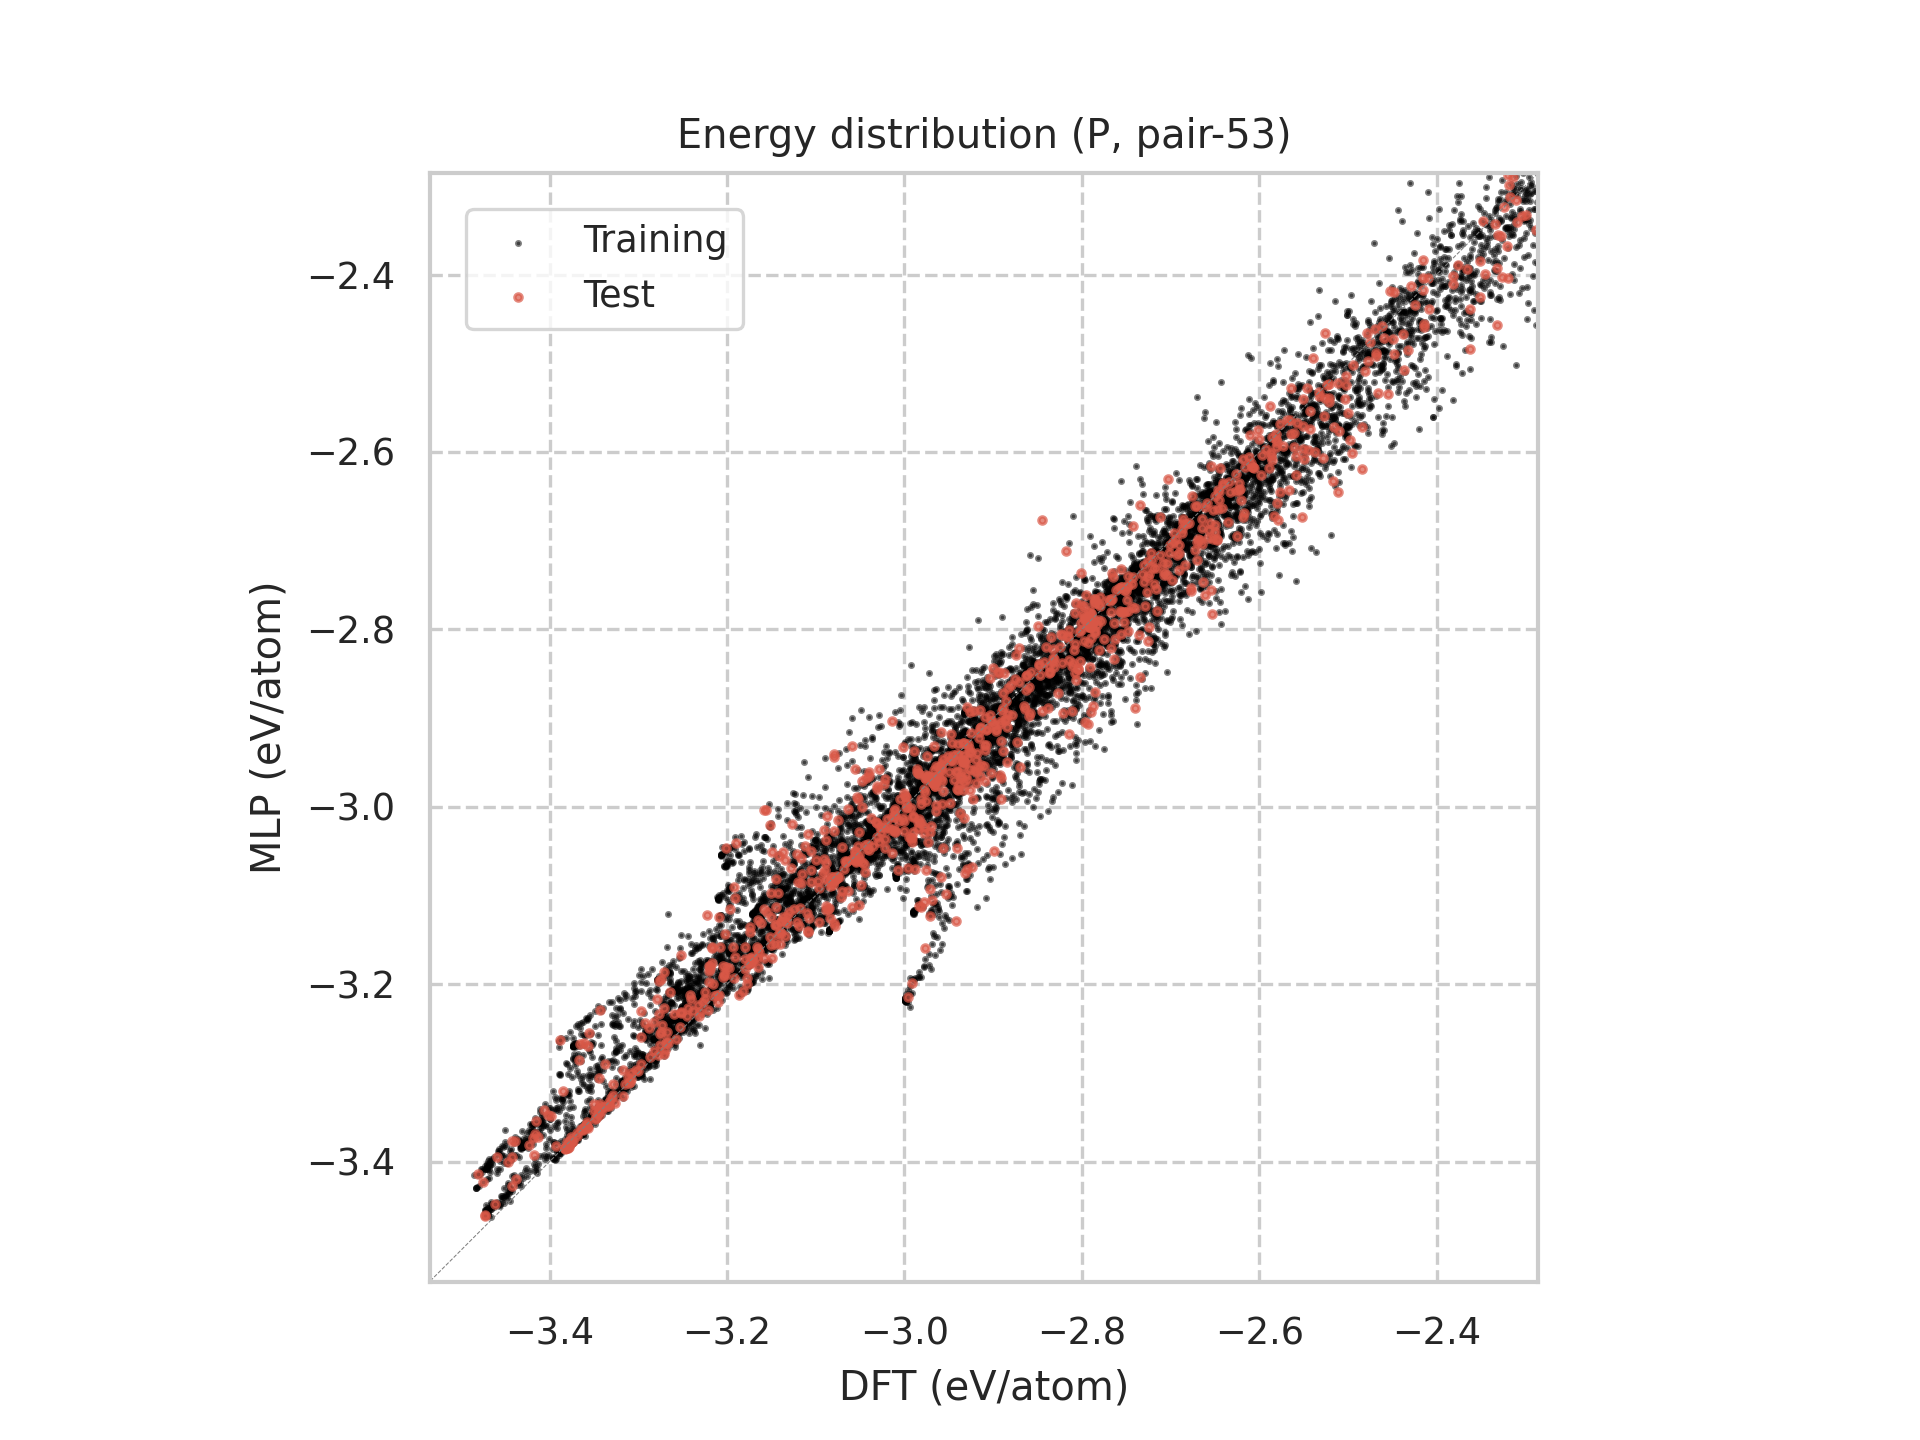 Energy distribution (P, pair-53)
Training
Test
−2.4
−2.6
−2.8
−3.0
−3.2
−3.4
MLP (eV/atom)
−3.4
−3.2
−3.0
−2.8
−2.6
−2.4
DFT (eV/atom)